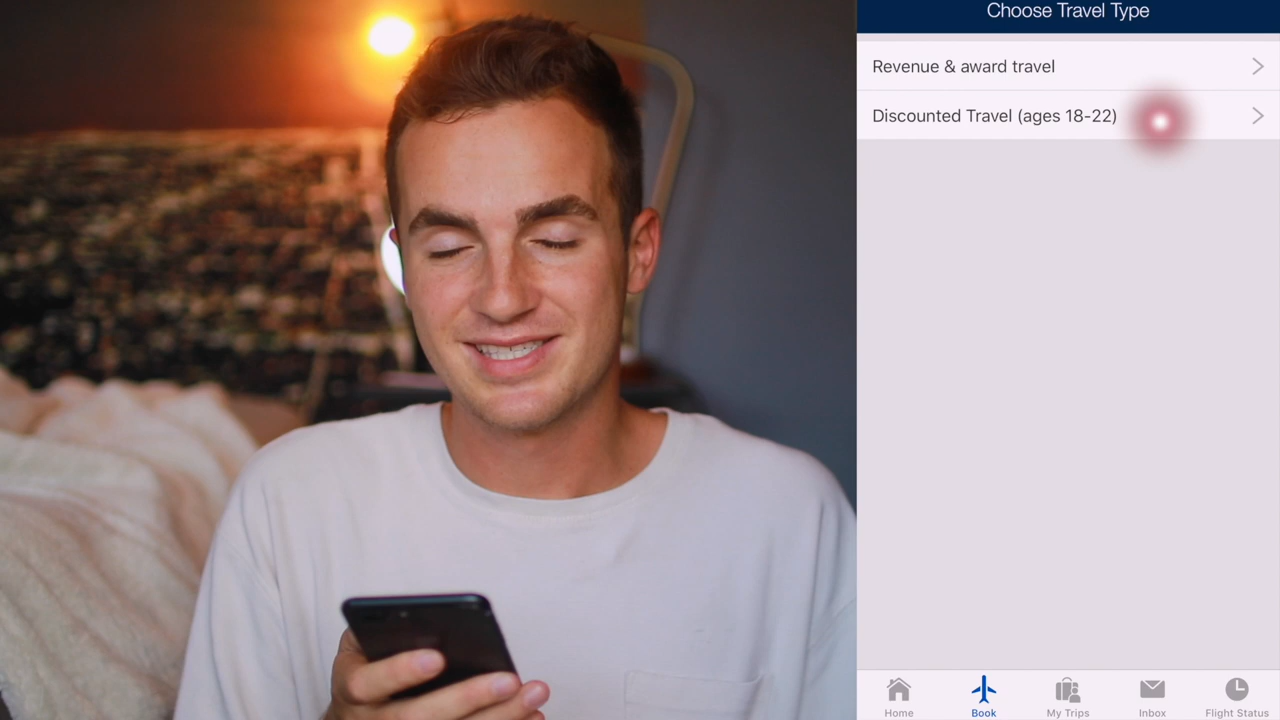 Choose Travel Type
Revenue & award travel
Discounted Travel (ages 18-22)
Home
Book
My Trips
Inbox
Flight Status